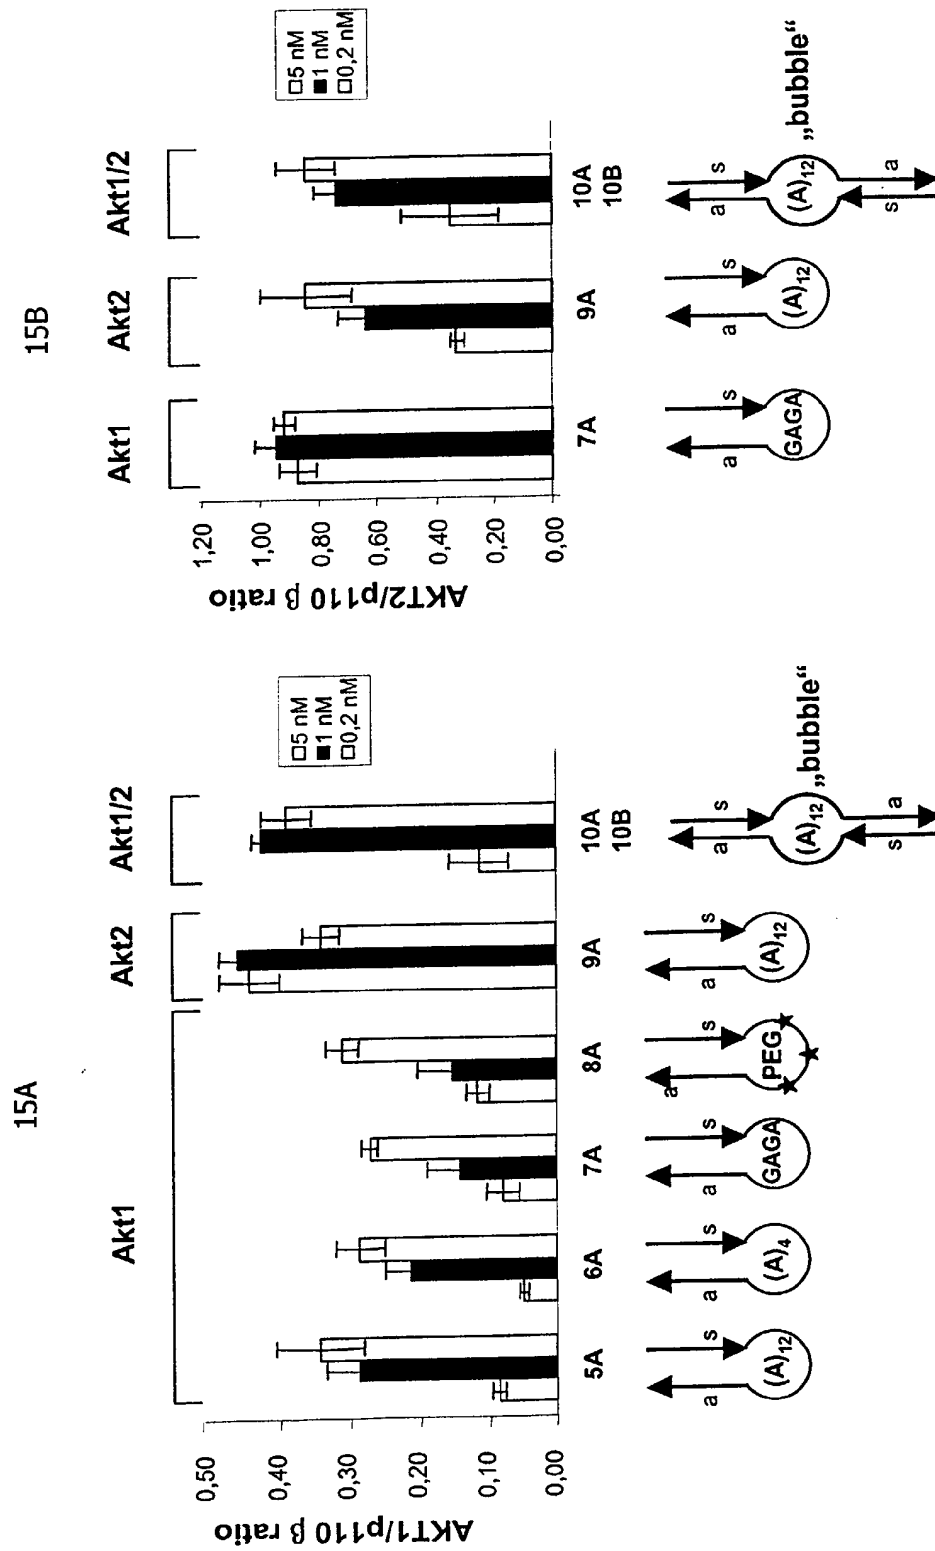 15A
Akt1
Akt2
Akt1/2
□5 nM
■1 nM
□0,2 nM
AKT1/p110 β ratio
0,50
0,40
0,30
0,20
0,10
0,00
5A
6A
7A
8A
9A
10A
10B
a s
(A)12
a s
(A)4
a s
GAGA
a s
PEG
a s
(A)12
a s
(A)12
„bubble“
s a
15B
Akt1
Akt2
Akt1/2
□5 nM
■1 nM
□0,2 nM
AKT2/p110 β ratio
1,20
1,00
0,80
0,60
0,40
0,20
0,00
7A
9A
10A
10B
a s
GAGA
a s
(A)12
a s
(A)12
„bubble“
s a